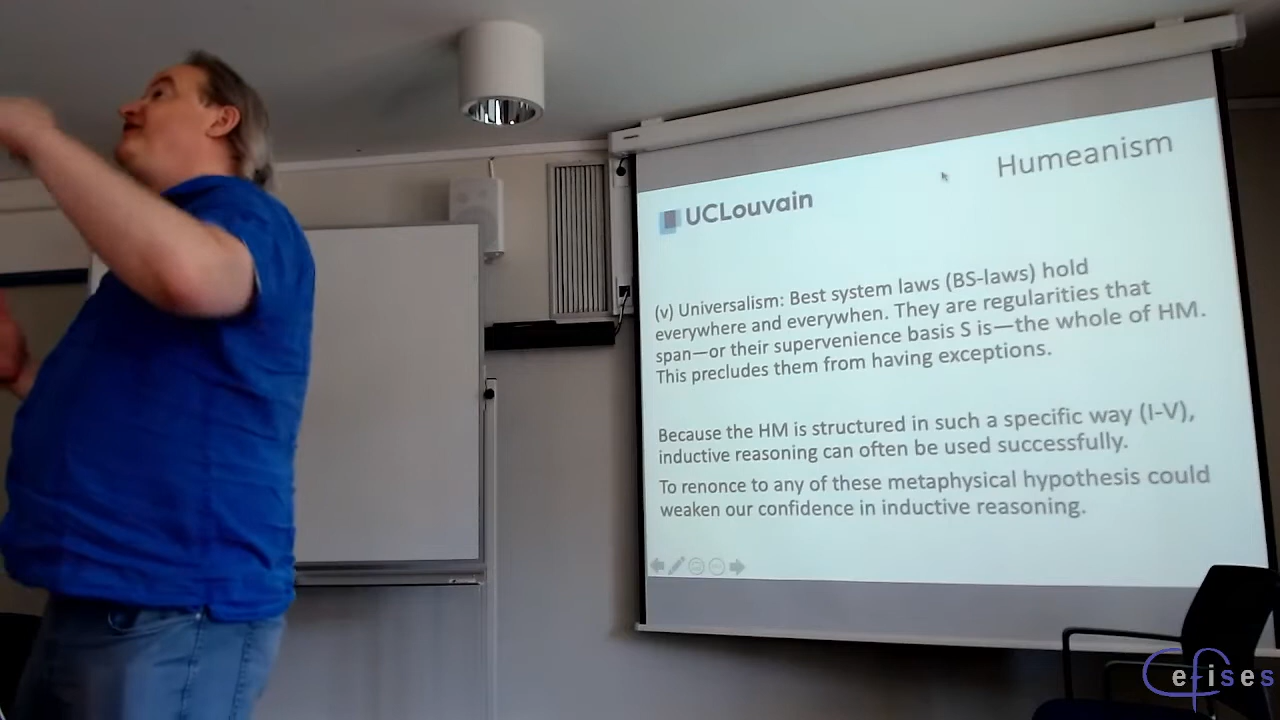 Humeanism
UCLouvain
(v) Universalism: Best system laws (BS-laws) hold
everywhere and everywhen. They are regularities that
span—or their supervenience basis S is—the whole of HM.
This precludes them from having exceptions.
Because the HM is structured in such a specific way (I-V),
inductive reasoning can often be used successfully.
To renonce to any of these metaphysical hypothesis could
weaken our confidence in inductive reasoning.
Cefises